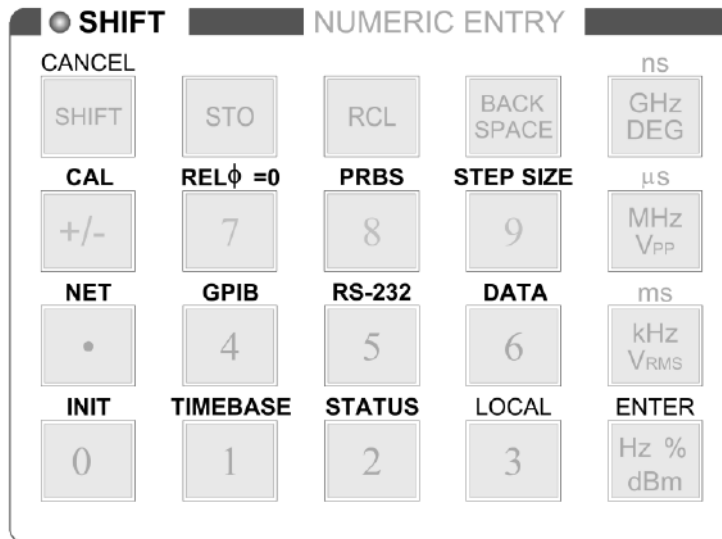 SHIFT NUMERIC ENTRY
CANCEL ns
SHIFT STO RCL BACK SPACE GHz DEG
CAL RELϕ =0 PRBS STEP SIZE µs
+/- 7 8 9 MHz VPP
NET GPIB RS-232 DATA ms
• 4 5 6 kHz VRMS
INIT TIMEBASE STATUS LOCAL ENTER
0 1 2 3 Hz % dBm